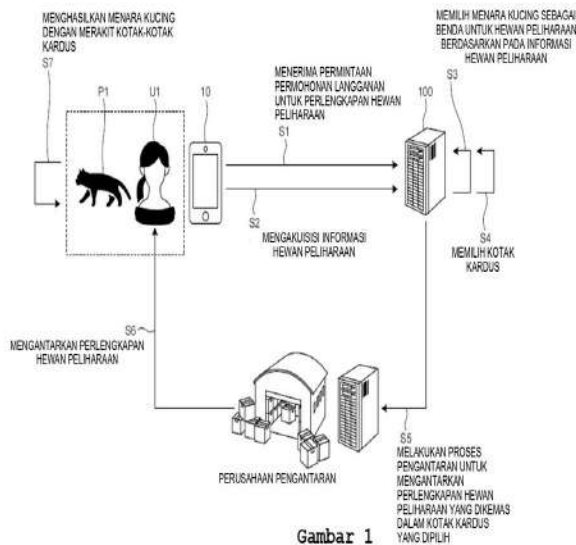 MENGHASILKAN MENARA KUCING
DENGAN MERAKIT KOTAK-KOTAK
KARDUS
S7
P1
U1
10
MENERIMA PERMINTAAN
PERMOHONAN LANGGANAN
UNTUK PERLENGKAPAN HEWAN
PELIHARAAN
S1
S2
MENGAKUISISI INFORMASI
HEWAN PELIHARAAN
100
MEMILIH MENARA KUCING SEBAGAI
BENDA UNTUK HEWAN PELIHARAAN
BERDASARKAN PADA INFORMASI
HEWAN PELIHARAAN
S3
S4
MEMILIH KOTAK
KARDUS
S6
MENGANTARKAN PERLENGKAPAN
HEWAN PELIHARAAN
PERUSAHAAN PENGANTARAN
S5
MELAKUKAN PROSES
PENGANTARAN UNTUK
MENGANTARKAN
PERLENGKAPAN HEWAN
PELIHARAAN YANG DIKEMAS
DALAM KOTAK KARDUS
YANG DIPILIH
Gambar 1